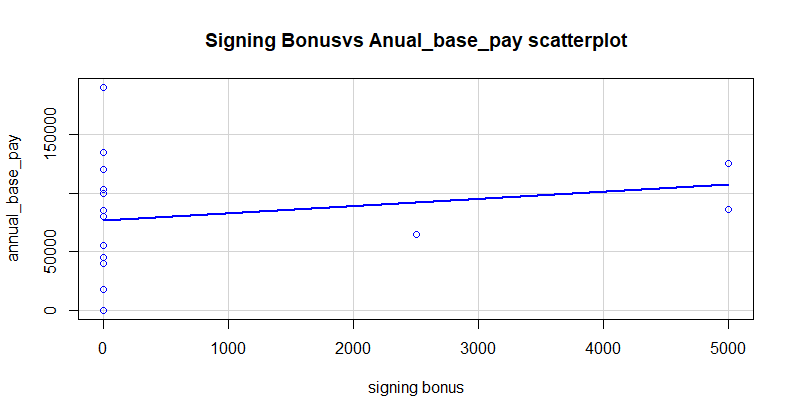 Signing Bonusvs Anual_base_pay scatterplot
annual_base_pay
150000
50000
0
0 1000 2000 3000 4000 5000
signing bonus